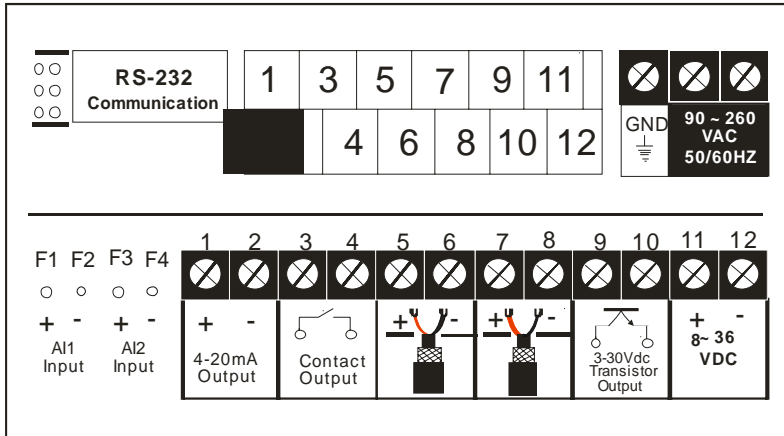 RS-232
Communication
1 3 5 7 9 11
4 6 8 10 12
GND
90 ~ 260
VAC
50/60HZ
F1 F2 F3 F4
1 2 3 4 5 6 7 8 9 10 11 12
+ - + -
AI1
Input
AI2
Input
+ -
4-20mA
Output
Contact
Output
+ -
+ -
3-30Vdc
Transistor
Output
+ -
8~ 36
VDC